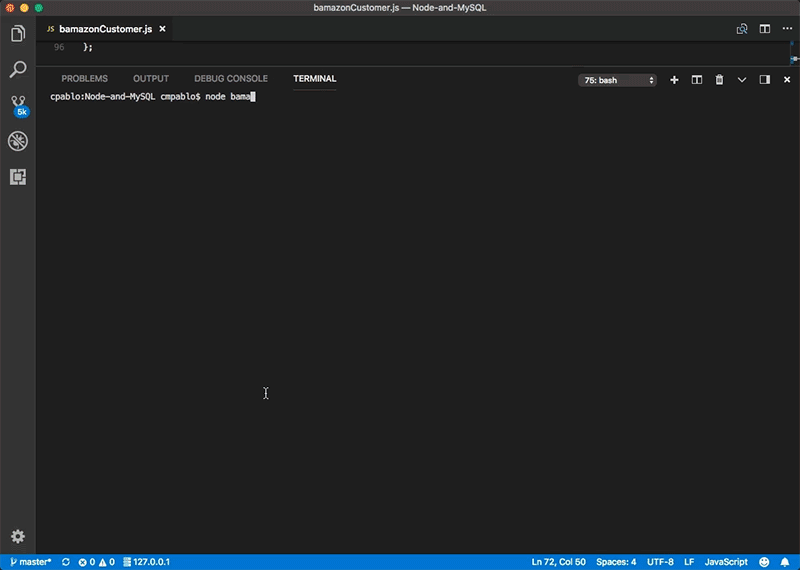 bamazonCustomer.js — Node-and-MySQL
JS bamazonCustomer.js
96 };
PROBLEMS OUTPUT DEBUG CONSOLE TERMINAL 75: bash
cpablo:Node-and-MySQL cmpablo$ node bama
5k
master* 0 0 127.0.0.1 Ln 72, Col 50 Spaces: 4 UTF-8 LF JavaScript